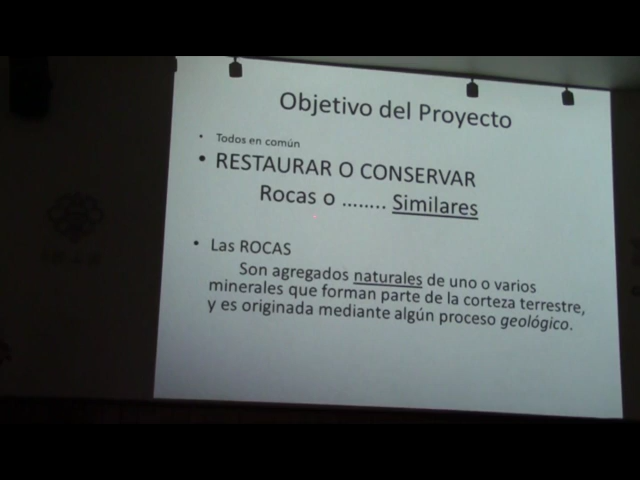 Objetivo del Proyecto
• Todos en común
• RESTAURAR O CONSERVAR
Rocas o ........ Similares
• Las ROCAS
Son agregados naturales de uno o varios
minerales que forman parte de la corteza terrestre,
y es originada mediante algún proceso geológico.